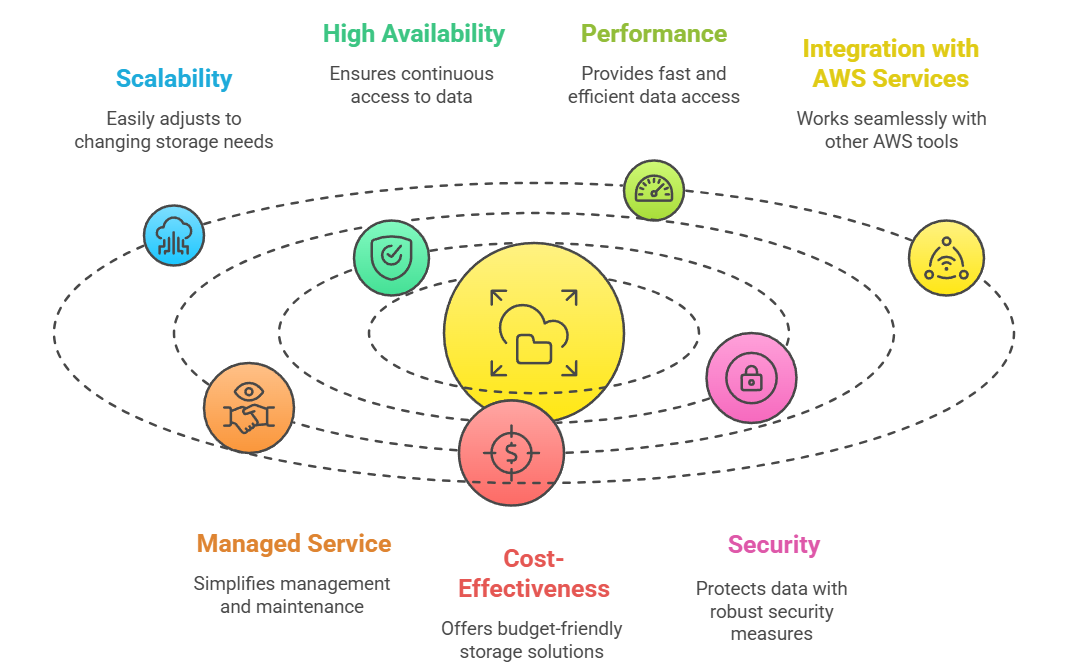 High Availability
Ensures continuous
access to data
Performance
Provides fast and
efficient data access
Integration with
AWS Services
Works seamlessly with
other AWS tools
Scalability
Easily adjusts to
changing storage needs
$
Managed Service
Simplifies management
and maintenance
Cost-
Effectiveness
Offers budget-friendly
storage solutions
Security
Protects data with
robust security
measures